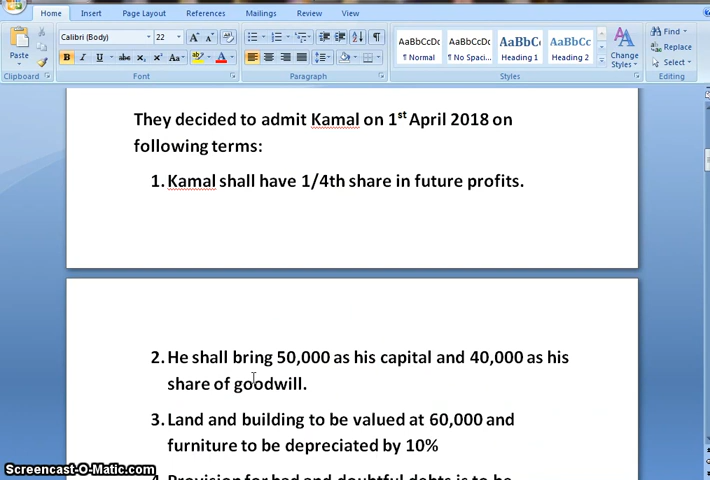 Home Insert Page Layout References Mailings Review View
Calibri (Body) 22
Paste
B I U abc x₂ x² Aa
AaBbCcDc AaBbCcDc AaBbC AaBbCc
¶ Normal ¶ No Spaci... Heading 1 Heading 2
Change
Styles
Find
Replace
Select
Clipboard Font Paragraph Styles Editing
They decided to admit Kamal on 1st April 2018 on
following terms:
1. Kamal shall have 1/4th share in future profits.
2. He shall bring 50,000 as his capital and 40,000 as his
share of goodwill.
3. Land and building to be valued at 60,000 and
furniture to be depreciated by 10%
4. Provision for bad and doubtful debts is to be
Screencast-O-Matic.com